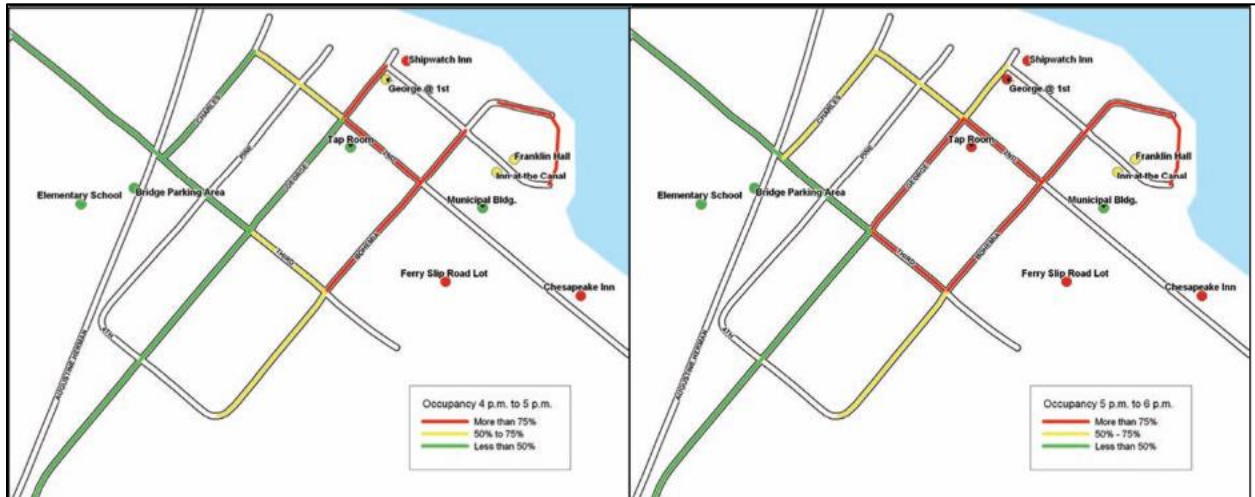 Shipwatch Inn
George @ 1st
CHARLES
PINE
Tap Room
2ND
Franklin Hall
GEORGE
Inn at the Canal
Elementary School
Bridge Parking Area
Municipal Bldg.
THIRD
BOHEMIA
Ferry Slip Road Lot
Chesapeake Inn
4TH
AUGUSTINE HERMAN
Occupancy 4 p.m. to 5 p.m.
More than 75%
50% to 75%
Less than 50%
Shipwatch Inn
George @ 1st
CHARLES
PINE
Tap Room
2ND
Franklin Hall
GEORGE
Inn at the Canal
Elementary School
Bridge Parking Area
Municipal Bldg.
THIRD
BOHEMIA
Ferry Slip Road Lot
Chesapeake Inn
4TH
AUGUSTINE HERMAN
Occupancy 5 p.m. to 6 p.m.
More than 75%
50% - 75%
Less than 50%